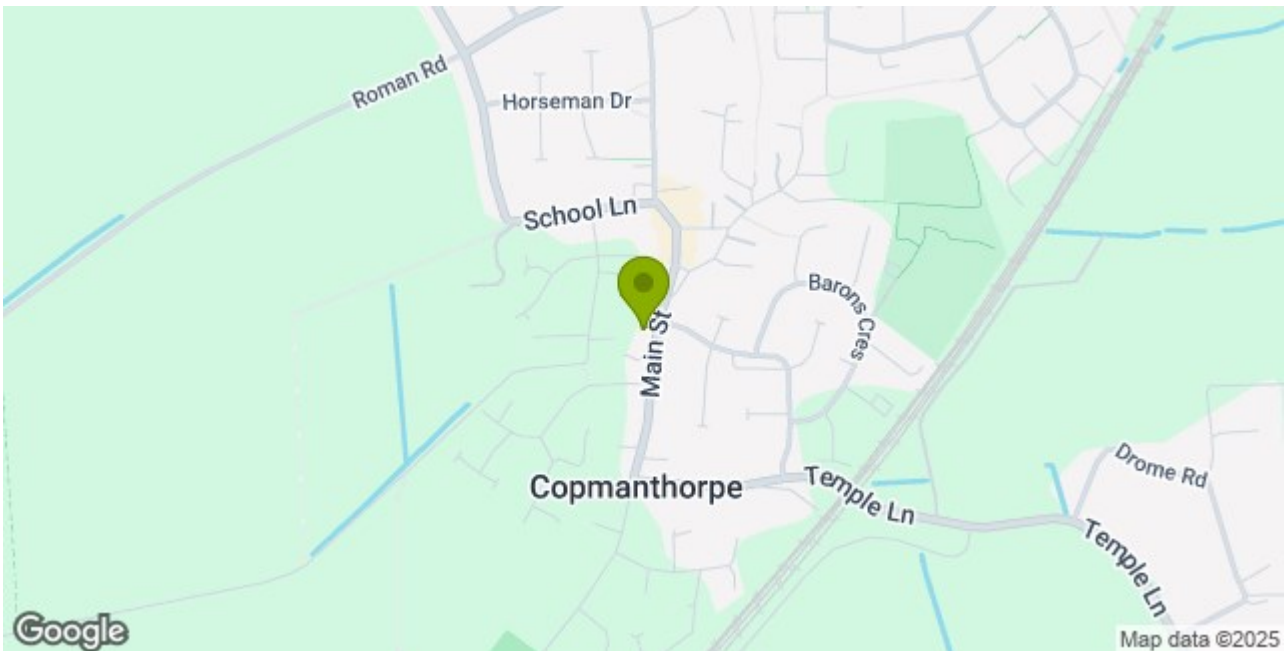 Roman Rd
Horseman Dr
School Ln
Barons Cres
Main St
Copmanthorpe
Temple Ln
Drome Rd
Temple Ln
Google
Map data ©2025